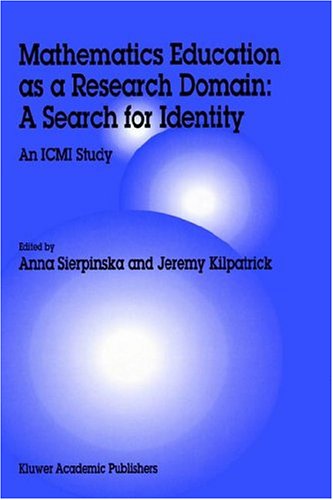 Mathematics Education
as a Research Domain:
A Search for Identity
An ICMI Study
Edited by
Anna Sierpinska and Jeremy Kilpatrick
Kluwer Academic Publishers